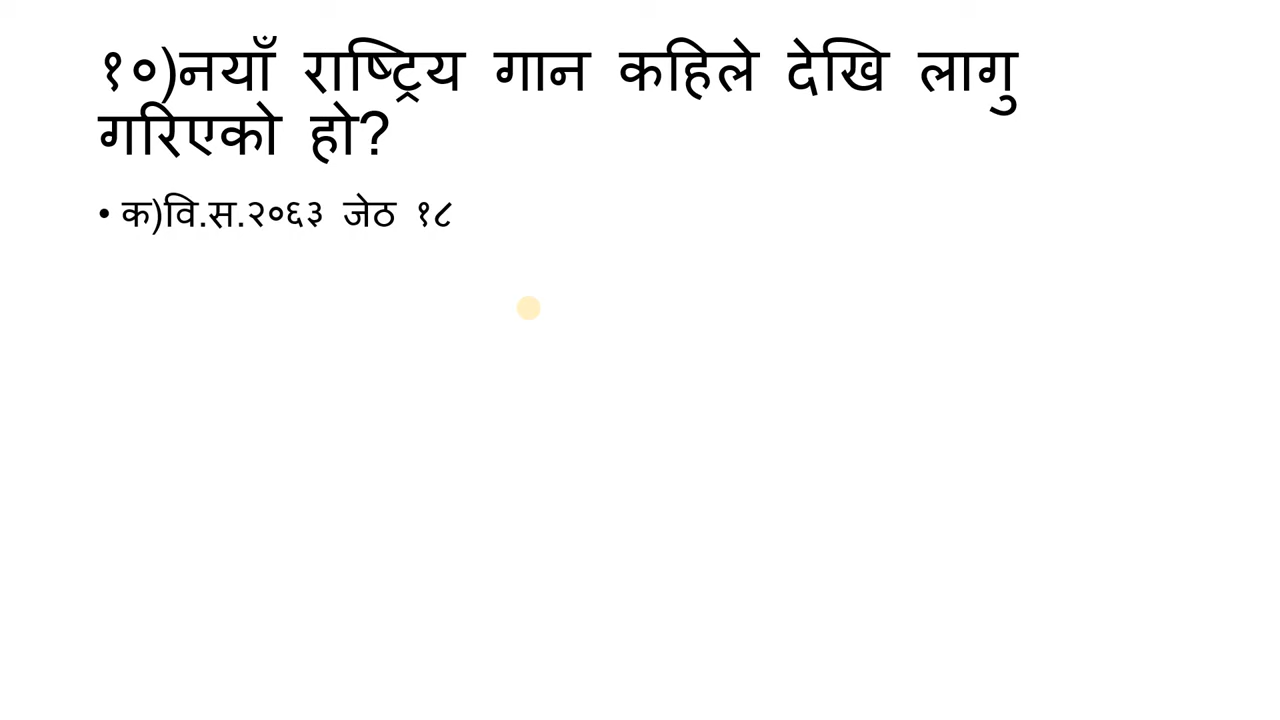 १०)नयाँ राष्ट्रिय गान कहिले देखि लागु
गरिएको हो?
• क)वि.स.२०६३ जेठ १८